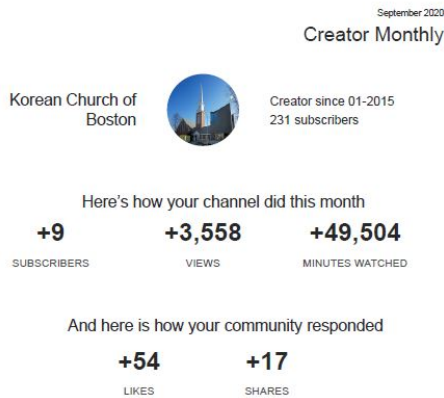 September 2020
Creator Monthly
Korean Church of
Boston
Creator since 01-2015
231 subscribers
Here's how your channel did this month
+9
+3,558
+49,504
SUBSCRIBERS
VIEWS
MINUTES WATCHED
And here is how your community responded
+54
+17
LIKES
SHARES